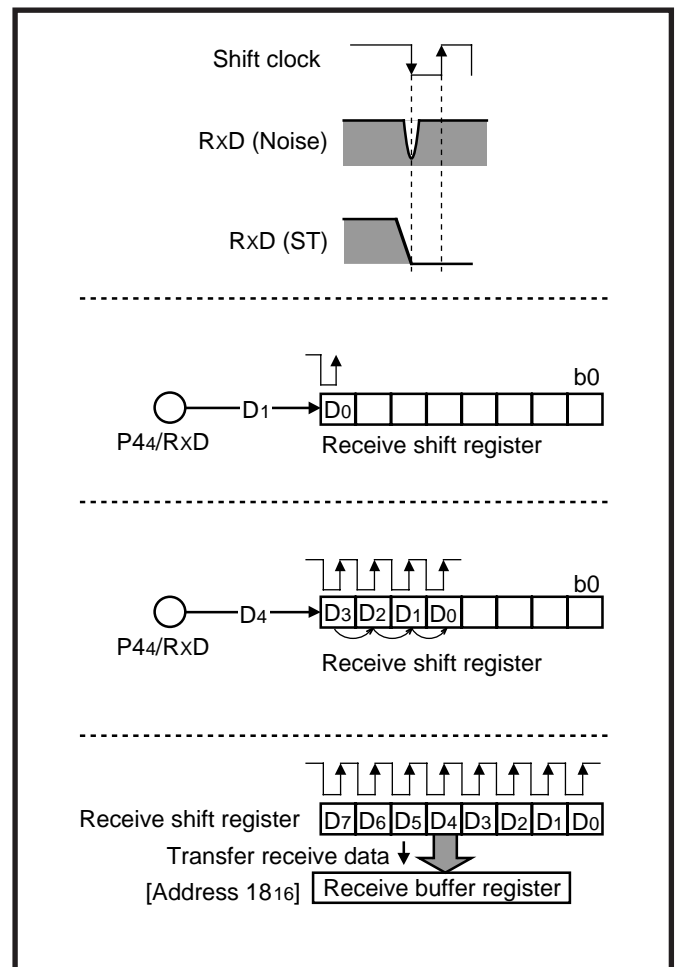 Shift clock
RxD (Noise)
RxD (ST)
b0
D1
D0
P44/RxD
Receive shift register
b0
D4
D3 D2 D1 D0
P44/RxD
Receive shift register
Receive shift register
D7 D6 D5 D4 D3 D2 D1 D0
Transfer receive data
[Address 1816]
Receive buffer register